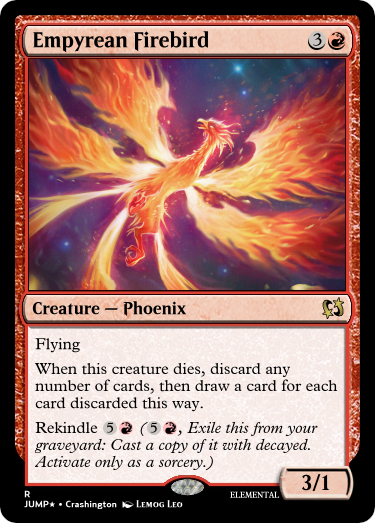 Empyrean Firebird 3
Creature — Phoenix
Flying
When this creature dies, discard any
number of cards, then draw a card for each
card discarded this way.
Rekindle 5 (5, Exile this from your
graveyard: Cast a copy of it with decayed.
Activate only as a sorcery.)
3/1
R
ELEMENTAL
JUMP★ • Crashington Lemog Leo